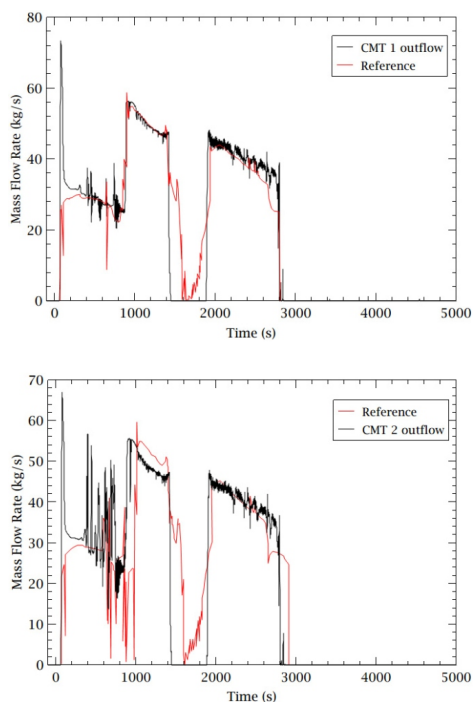 80
60
40
20
0
Mass Flow Rate (kg/s)
CMT 1 outflow
Reference
0 1000 2000 3000 4000 5000
Time (s)
70
60
50
40
30
20
10
0
Mass Flow Rate (kg/s)
Reference
CMT 2 outflow
0 1000 2000 3000 4000 5000
Time (s)